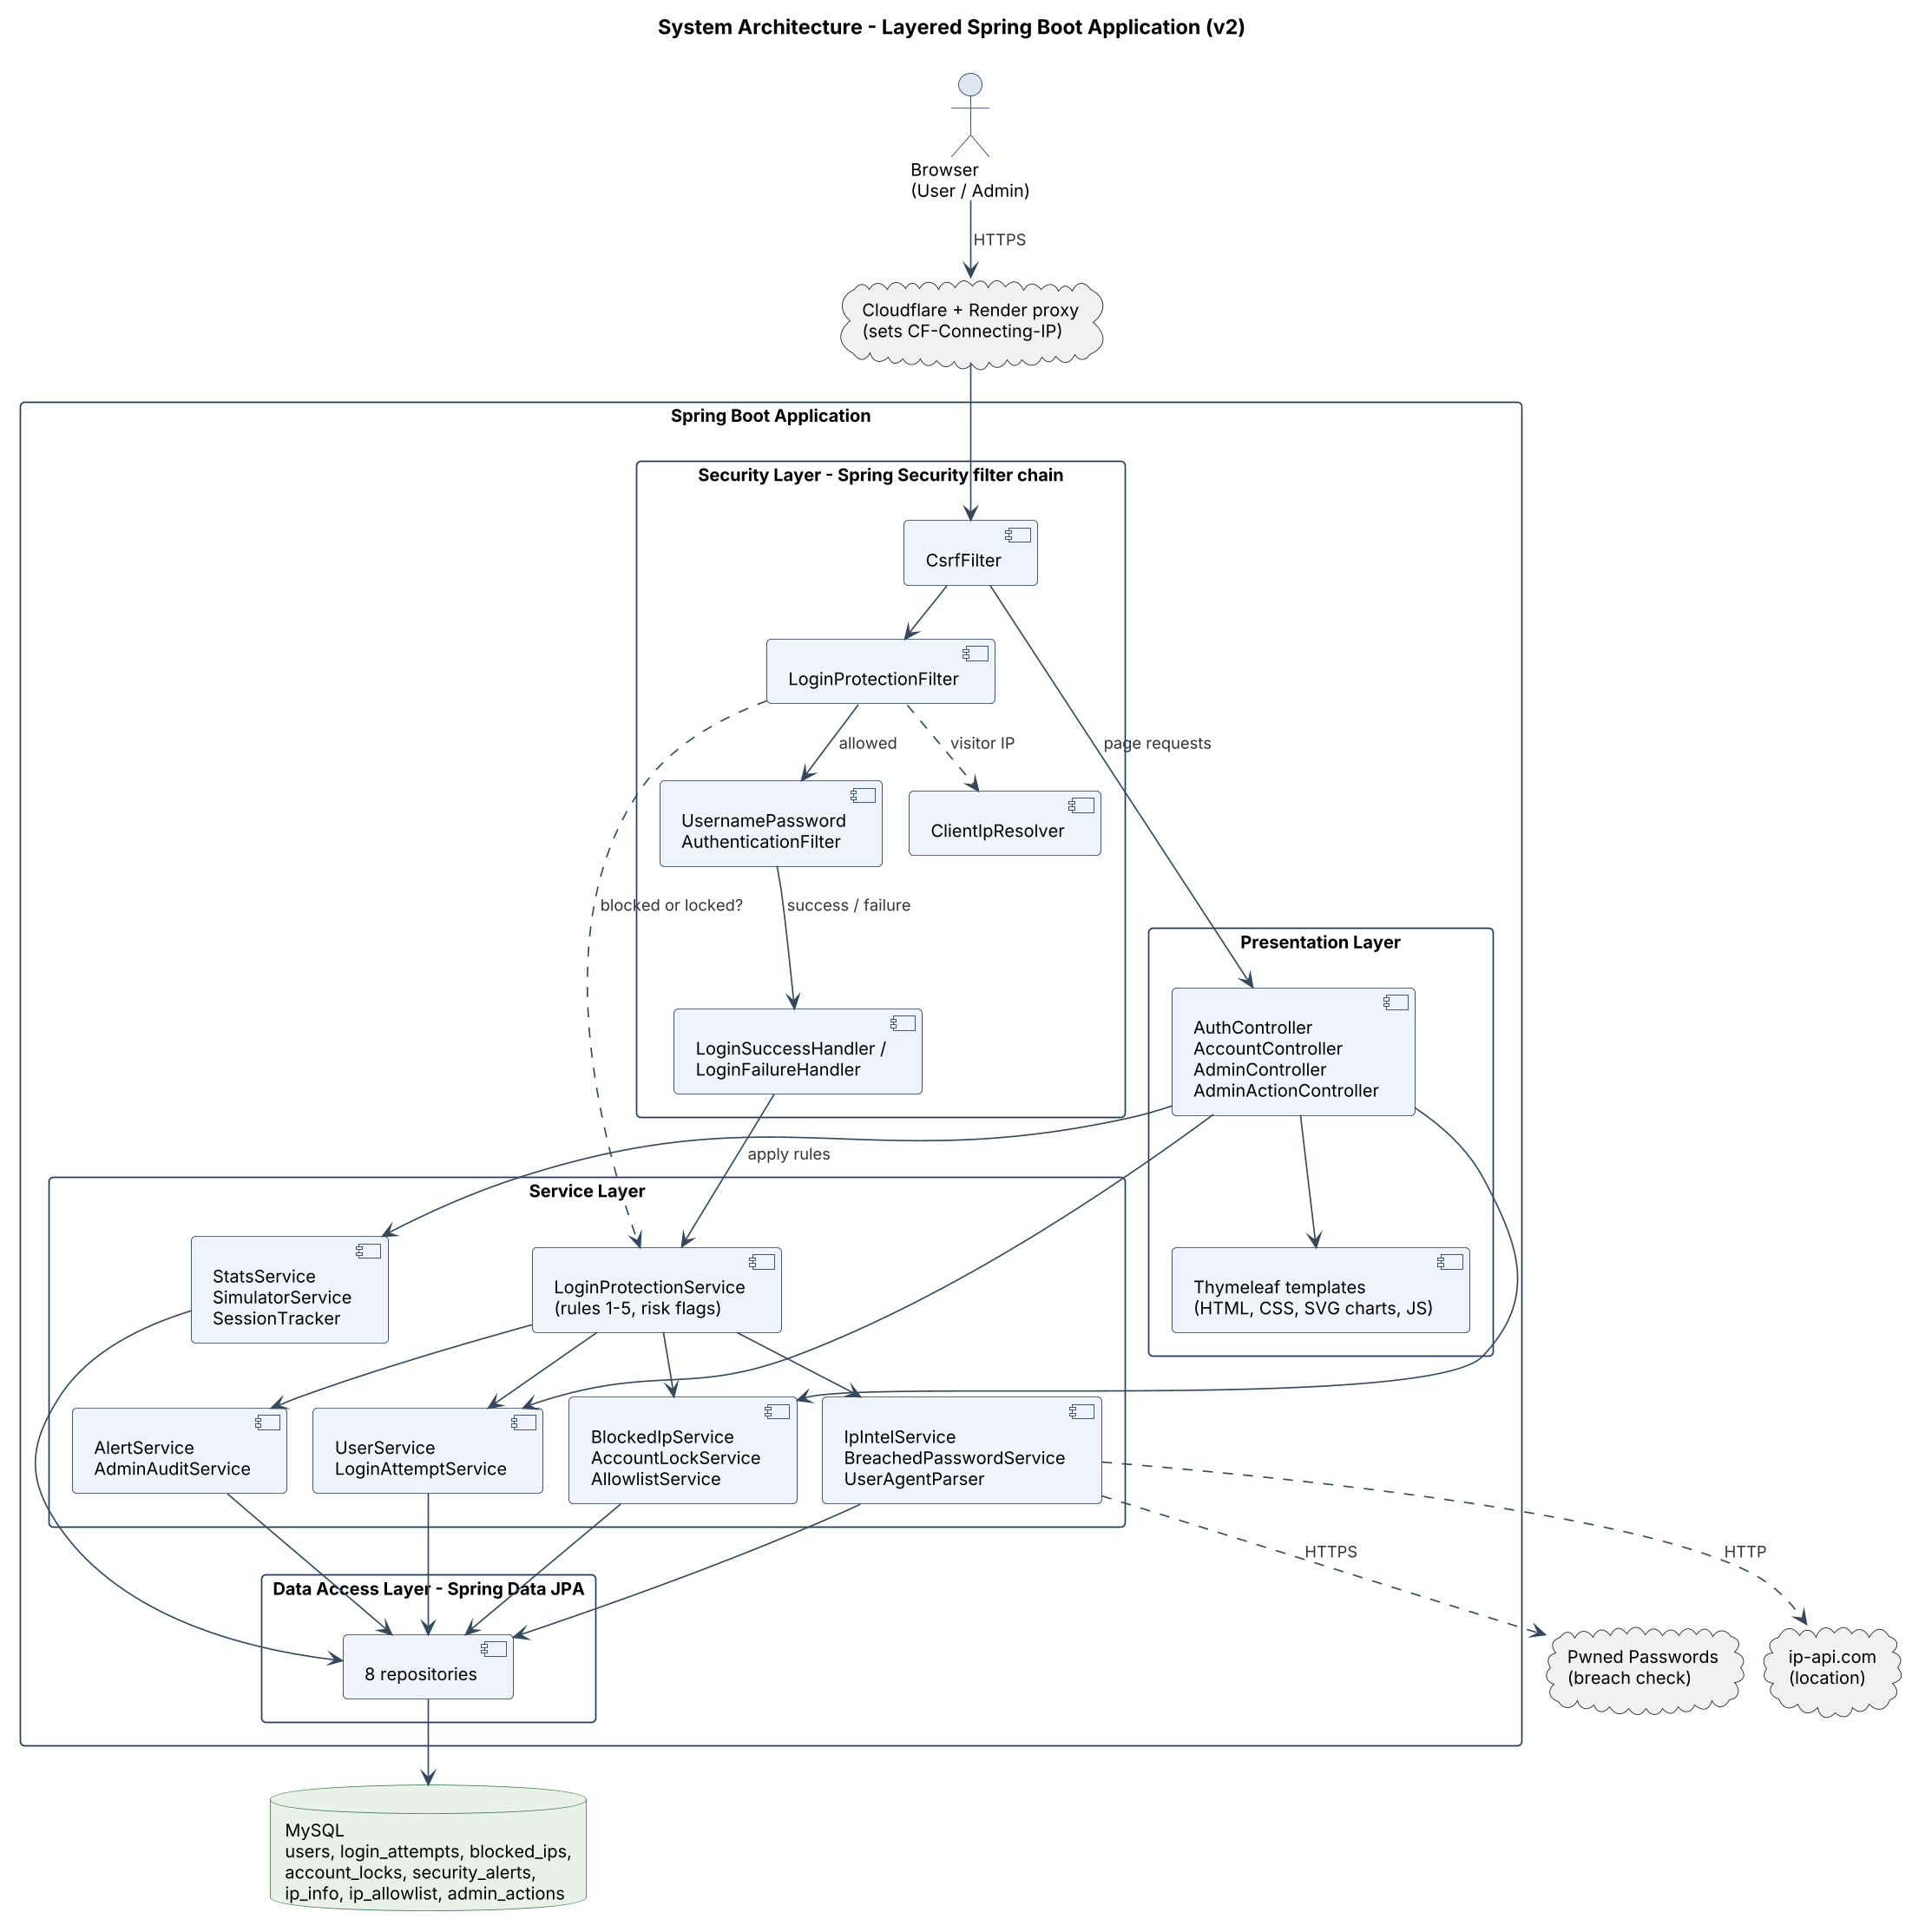 System Architecture - Layered Spring Boot Application (v2)
Browser
(User / Admin)
HTTPS
Cloudflare + Render proxy
(sets CF-Connecting-IP)
Spring Boot Application
Security Layer - Spring Security filter chain
CsrfFilter
LoginProtectionFilter
allowed
visitor IP
page requests
UsernamePassword
AuthenticationFilter
ClientIpResolver
blocked or locked?
success / failure
Presentation Layer
AuthController
AccountController
AdminController
AdminActionController
LoginSuccessHandler /
LoginFailureHandler
apply rules
Service Layer
StatsService
SimulatorService
SessionTracker
LoginProtectionService
(rules 1-5, risk flags)
Thymeleaf templates
(HTML, CSS, SVG charts, JS)
AlertService
AdminAuditService
UserService
LoginAttemptService
BlockedIpService
AccountLockService
AllowlistService
IpIntelService
BreachedPasswordService
UserAgentParser
HTTPS
HTTP
Data Access Layer - Spring Data JPA
8 repositories
Pwned Passwords
(breach check)
ip-api.com
(location)
MySQL
users, login_attempts, blocked_ips,
account_locks, security_alerts,
ip_info, ip_allowlist, admin_actions